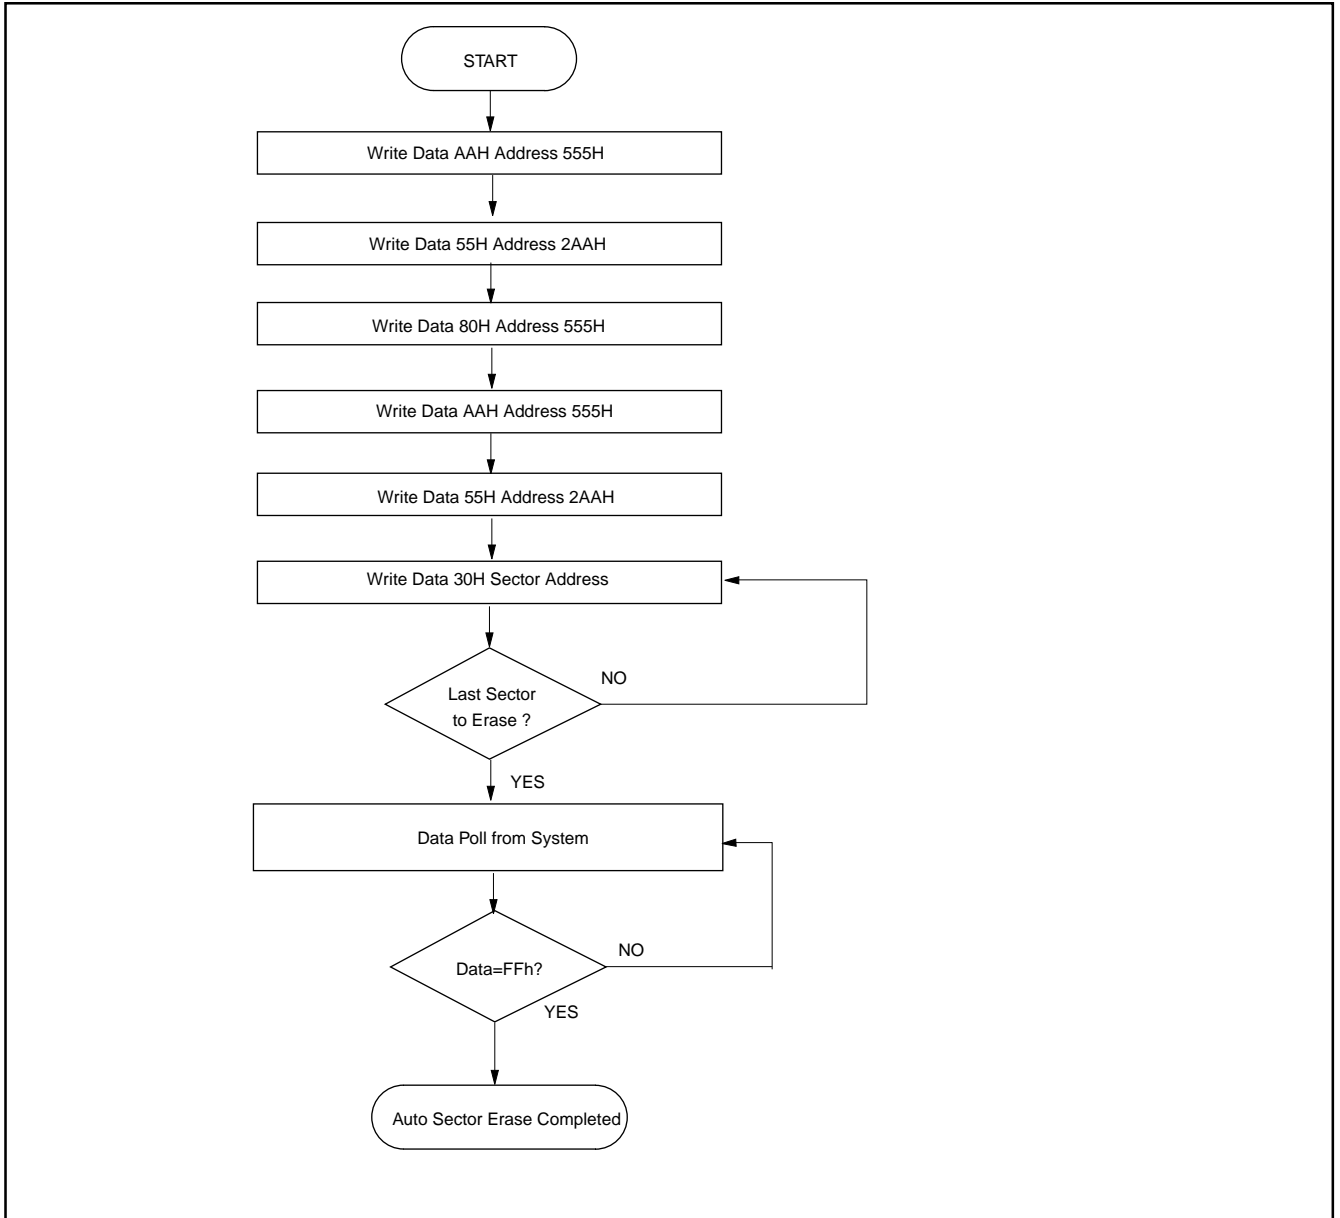 START
Write Data AAH Address 555H
Write Data 55H Address 2AAH
Write Data 80H Address 555H
Write Data AAH Address 555H
Write Data 55H Address 2AAH
Write Data 30H Sector Address
NO
Last Sector
to Erase ?
YES
Data Poll from System
NO
Data=FFh?
YES
Auto Sector Erase Completed